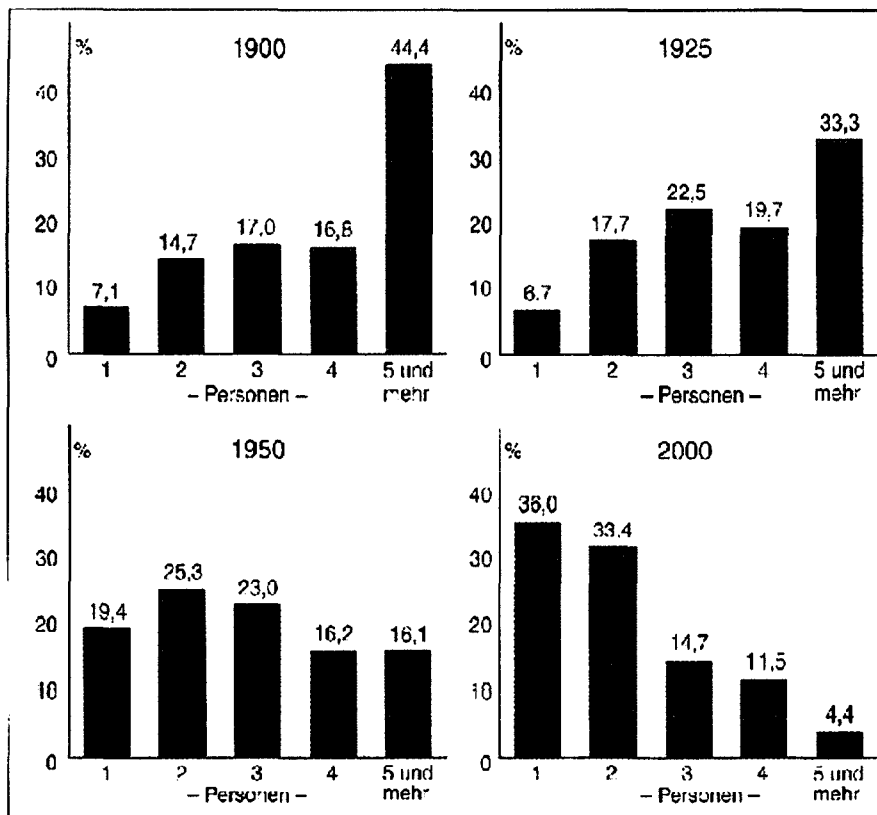 % 1900 44,4
40
30
20
10
0
7,1 14,7 17,0 16,8
1 2 3 4 5 und mehr
– Personen –
% 1925
40
30
20
10
0
6,7 17,7 22,5 19,7 33,3
1 2 3 4 5 und mehr
– Personen –
% 1950
40
30
20
10
0
19,4 25,3 23,0 16,2 16,1
1 2 3 4 5 und mehr
– Personen –
% 2000
40
30
20
10
0
36,0 33,4 14,7 11,5 4,4
1 2 3 4 5 und mehr
– Personen –